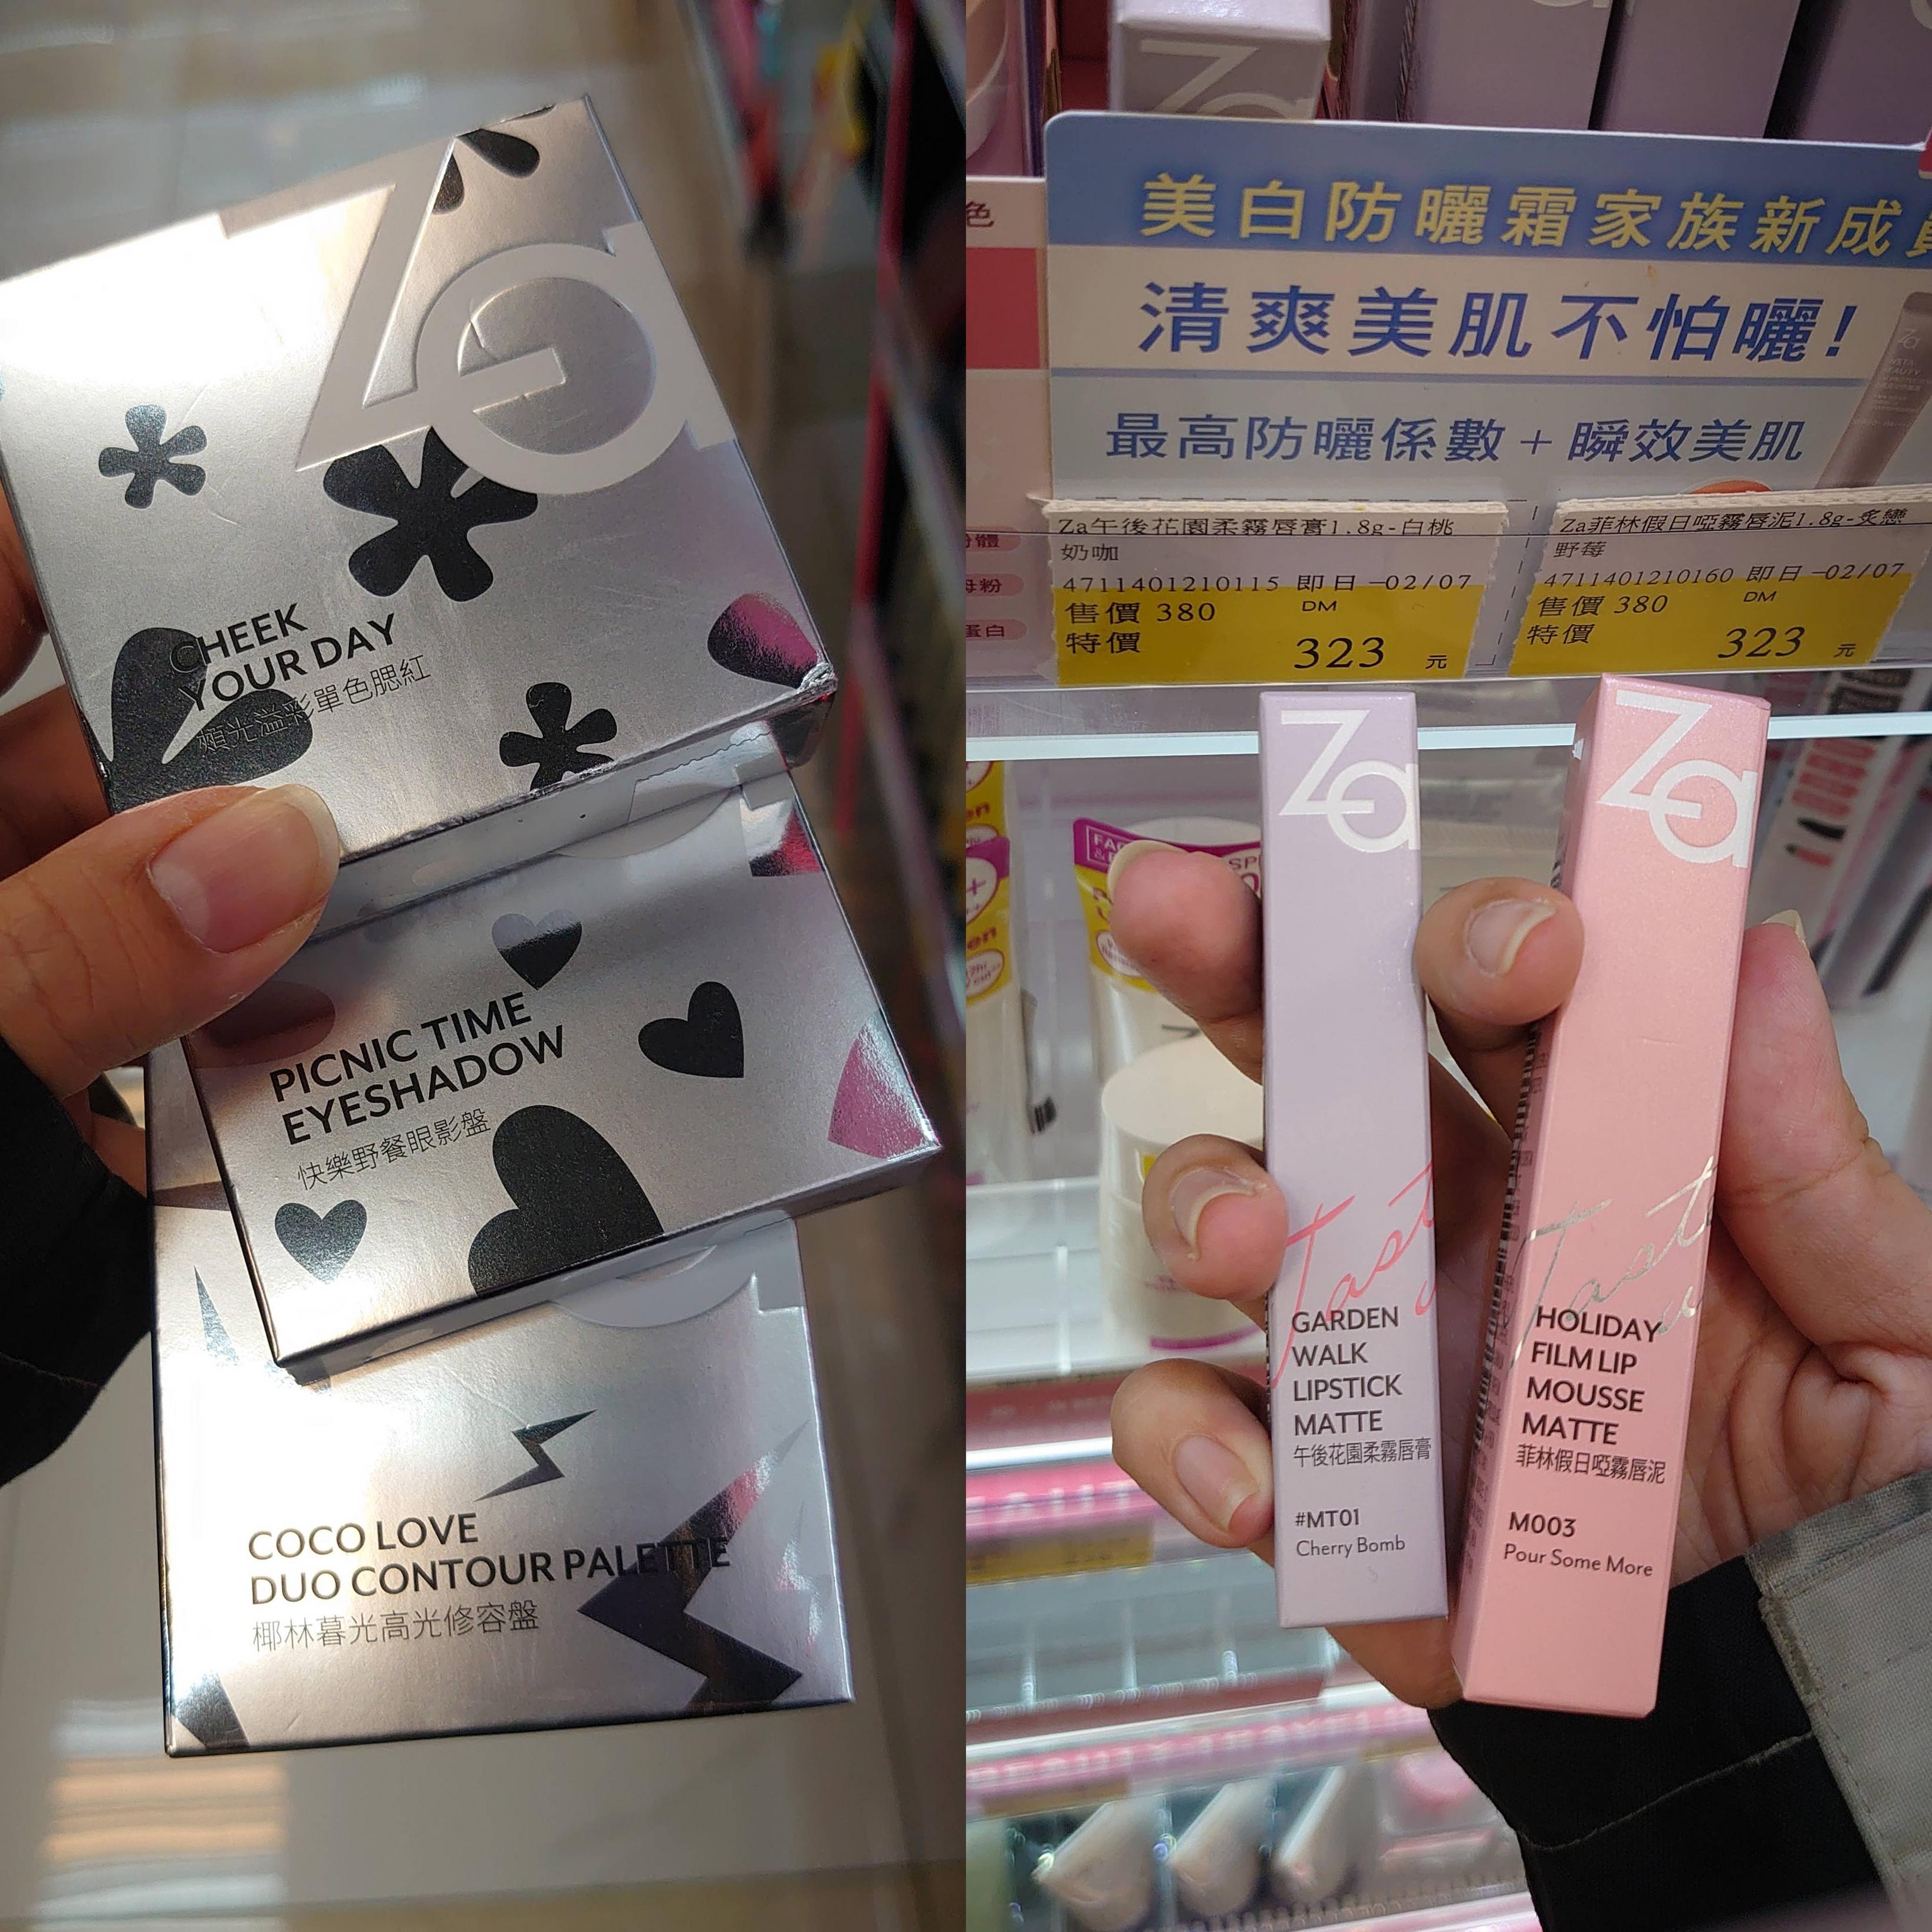 Za
CHEEK
YOUR DAY
頰光溢彩單色腮紅
PICNIC TIME
EYESHADOW
快樂野餐眼影盤
COCO LOVE
DUO CONTOUR PALETTE
椰林暮光高光修容盤
Za
美白防曬霜家族新成員
清爽美肌不怕曬!
最高防曬係數+瞬效美肌
Za午後花園柔霧唇膏1.8g-白桃
奶咖
4711401210115 即日-02/07
售價 380 DM
特價 323 元
Za菲林假日啞霧唇泥1.8g-炙戀
野莓
4711401210160 即日-02/07
售價 380 DM
特價 323 元
色
母粉
蛋白
Za
GARDEN
WALK
LIPSTICK
MATTE
午後花園柔霧唇膏
#MT01
Cherry Bomb
Za
HOLIDAY
FILM LIP
MOUSSE
MATTE
菲林假日啞霧唇泥
M003
Pour Some More